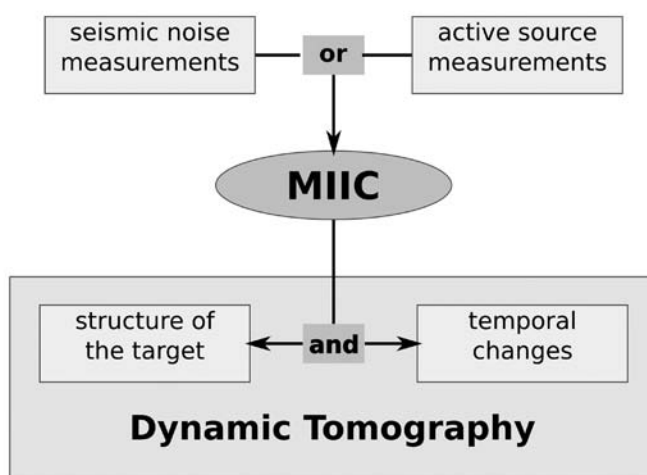 seismic noise
measurements
or
active source
measurements
MIIC
structure of
the target
and
temporal
changes
Dynamic Tomography